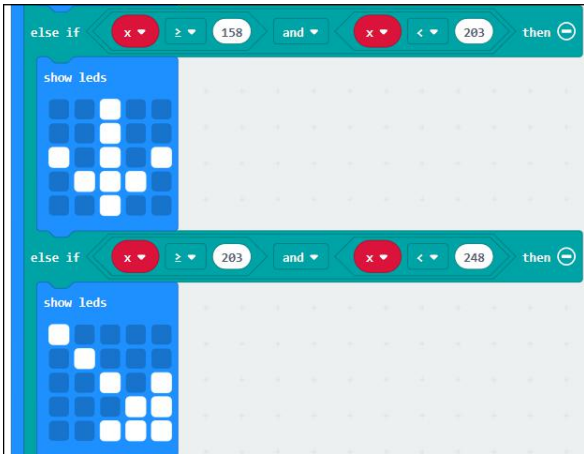 else if x ≥ 158 and x < 203 then
show leds
else if x ≥ 203 and x < 248 then
show leds